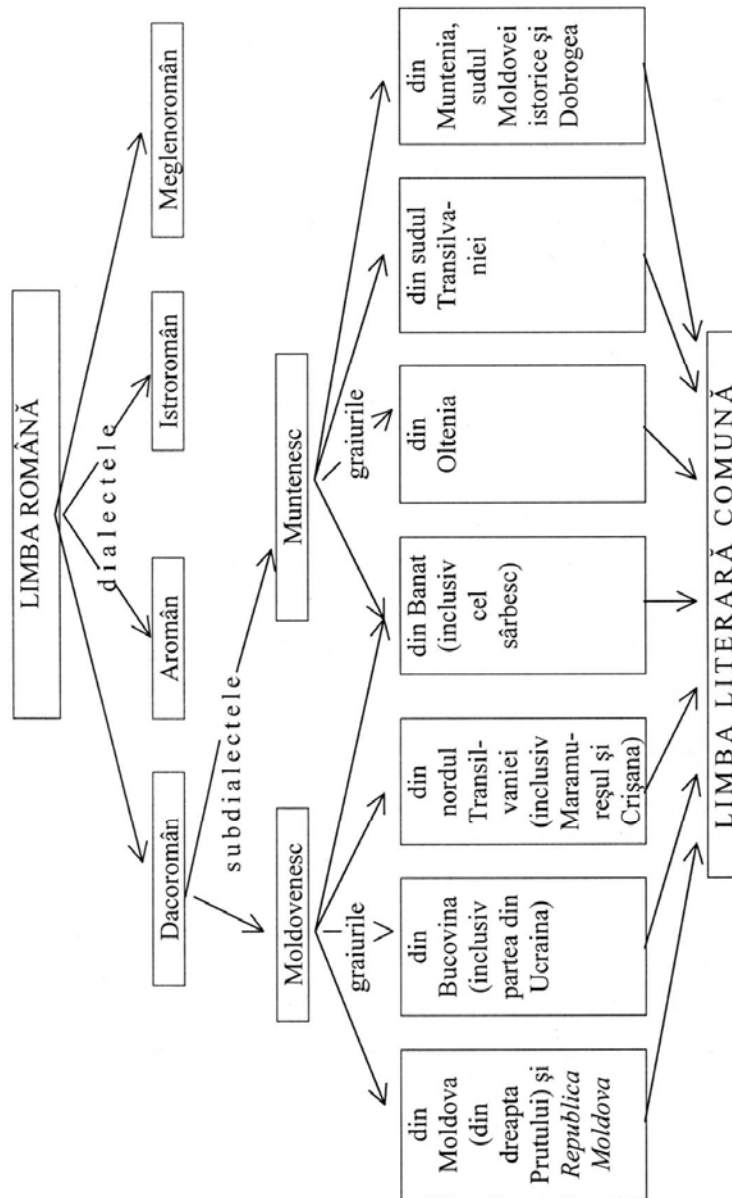 LIMBA ROMÂNĂ
dialectele
Dacoromân
Aromân
Istroromân
Meglenoromân
subdialectele
Moldovenesc
Muntenesc
graiurile
graiurile
din
Moldova
(din
dreapta
Prutului) şi
Republica
Moldova
din
Bucovina
(inclusiv
partea din
Ucraina)
din
nordul
Transil-
vaniei
(inclusiv
Maramu-
reşul şi
Crişana)
din Banat
(inclusiv
cel
sârbesc)
din
Oltenia
din sudul
Transilva-
niei
din
Muntenia,
sudul
Moldovei
istorice şi
Dobrogea
LIMBA LITERARĂ COMUNĂ